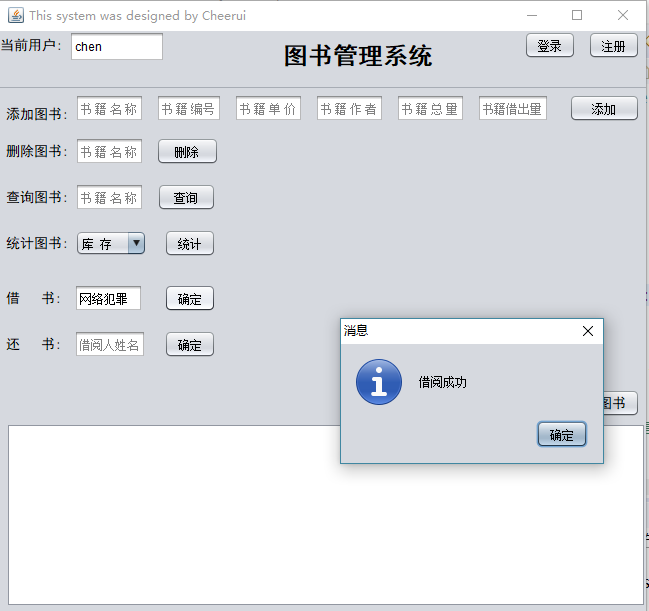 This system was designed by Cheerui
当前用户: chen 图书管理系统 登录 注册
添加图书: 书籍名称 书籍编号 书籍单价 书籍作者 书籍总量 书籍借出量 添加
删除图书: 书籍名称 删除
查询图书: 书籍名称 查询
统计图书: 库存 统计
借 书: 网络犯罪 确定
还 书: 借阅人姓名 确定
消息
借阅成功
图书
确定